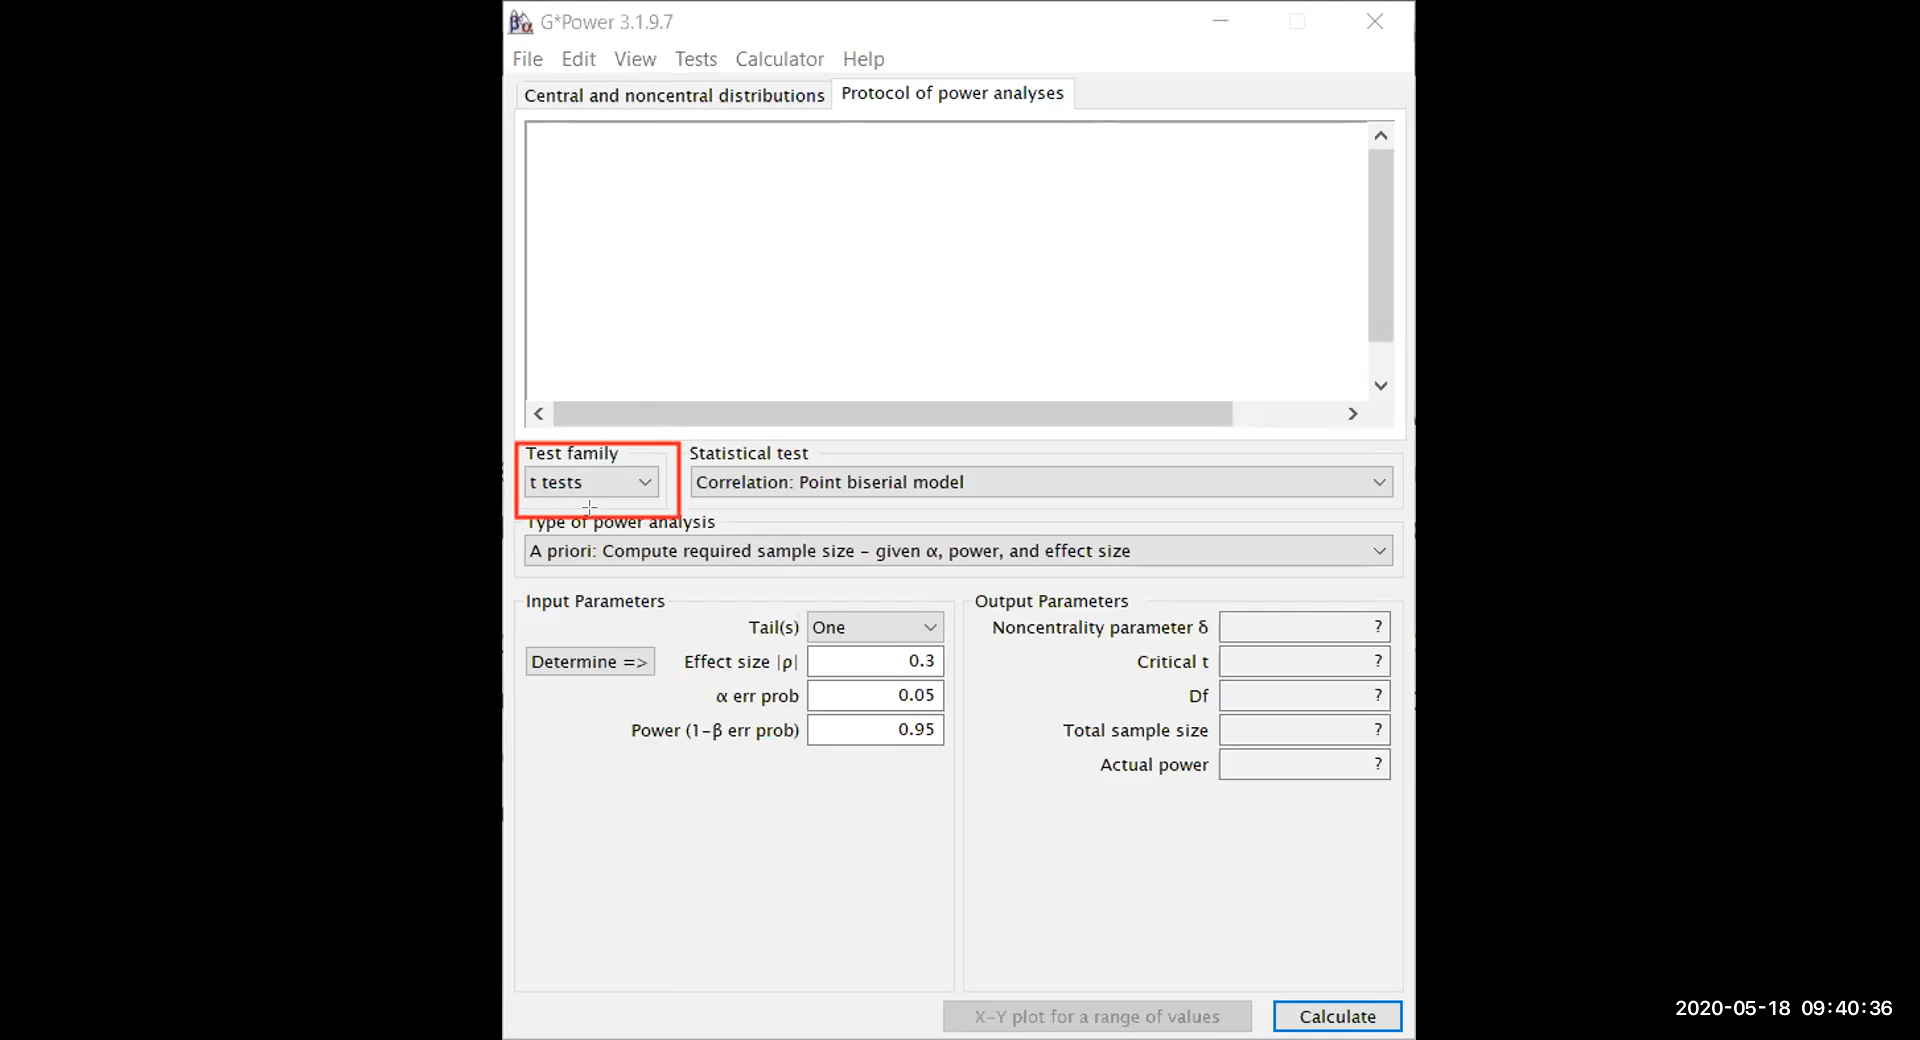 G*Power 3.1.9.7
File Edit View Tests Calculator Help
Central and noncentral distributions Protocol of power analyses
Test family Statistical test
t tests Correlation: Point biserial model
Type of power analysis
A priori: Compute required sample size – given α, power, and effect size
Input Parameters Output Parameters
Tail(s) One Noncentrality parameter δ ?
Determine => Effect size |ρ| 0.3 Critical t ?
α err prob 0.05 Df ?
Power (1–β err prob) 0.95 Total sample size ?
Actual power ?
X–Y plot for a range of values Calculate
2020-05-18 09:40:36